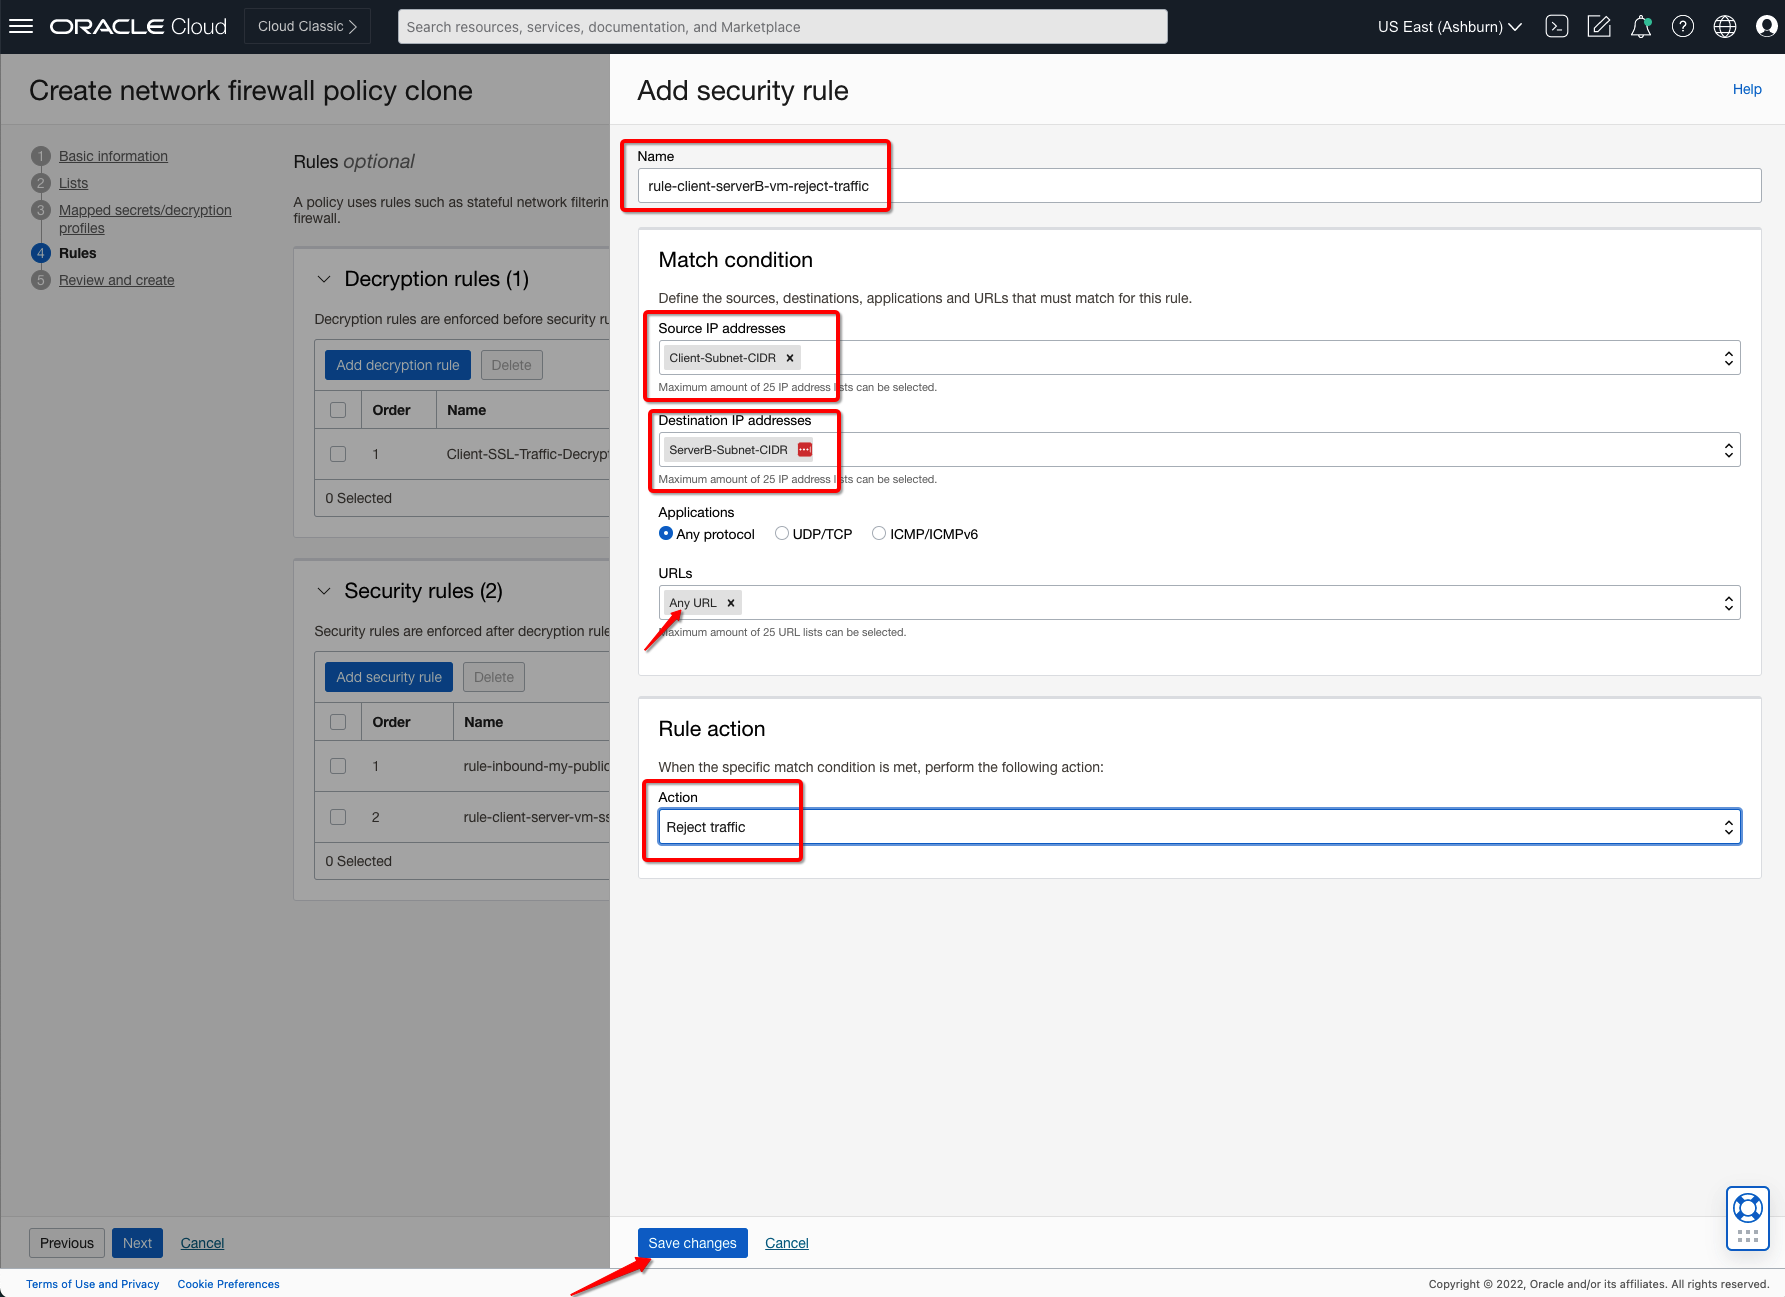 ORACLE Cloud
Cloud Classic
Search resources, services, documentation, and Marketplace
US East (Ashburn)
Create network firewall policy clone
1 Basic information
2 Lists
3 Mapped secrets/decryption
profiles
4 Rules
5 Review and create
Rules optional
A policy uses rules such as stateful network filterin
firewall.
Decryption rules (1)
Decryption rules are enforced before security ru
Add decryption rule Delete
Order Name
1 Client-SSL-Traffic-Decryp
0 Selected
Security rules (2)
Security rules are enforced after decryption rule
Add security rule Delete
Order Name
1 rule-inbound-my-public
2 rule-client-server-vm-ss
0 Selected
Previous Next Cancel
Add security rule
Help
Name
rule-client-serverB-vm-reject-traffic
Match condition
Define the sources, destinations, applications and URLs that must match for this rule.
Source IP addresses
Client-Subnet-CIDR
Maximum amount of 25 IP address lists can be selected.
Destination IP addresses
ServerB-Subnet-CIDR
Maximum amount of 25 IP address lists can be selected.
Applications
Any protocol UDP/TCP ICMP/ICMPv6
URLs
Any URL
Maximum amount of 25 URL lists can be selected.
Rule action
When the specific match condition is met, perform the following action:
Action
Reject traffic
Save changes Cancel
Terms of Use and Privacy Cookie Preferences
Copyright © 2022, Oracle and/or its affiliates. All rights reserved.